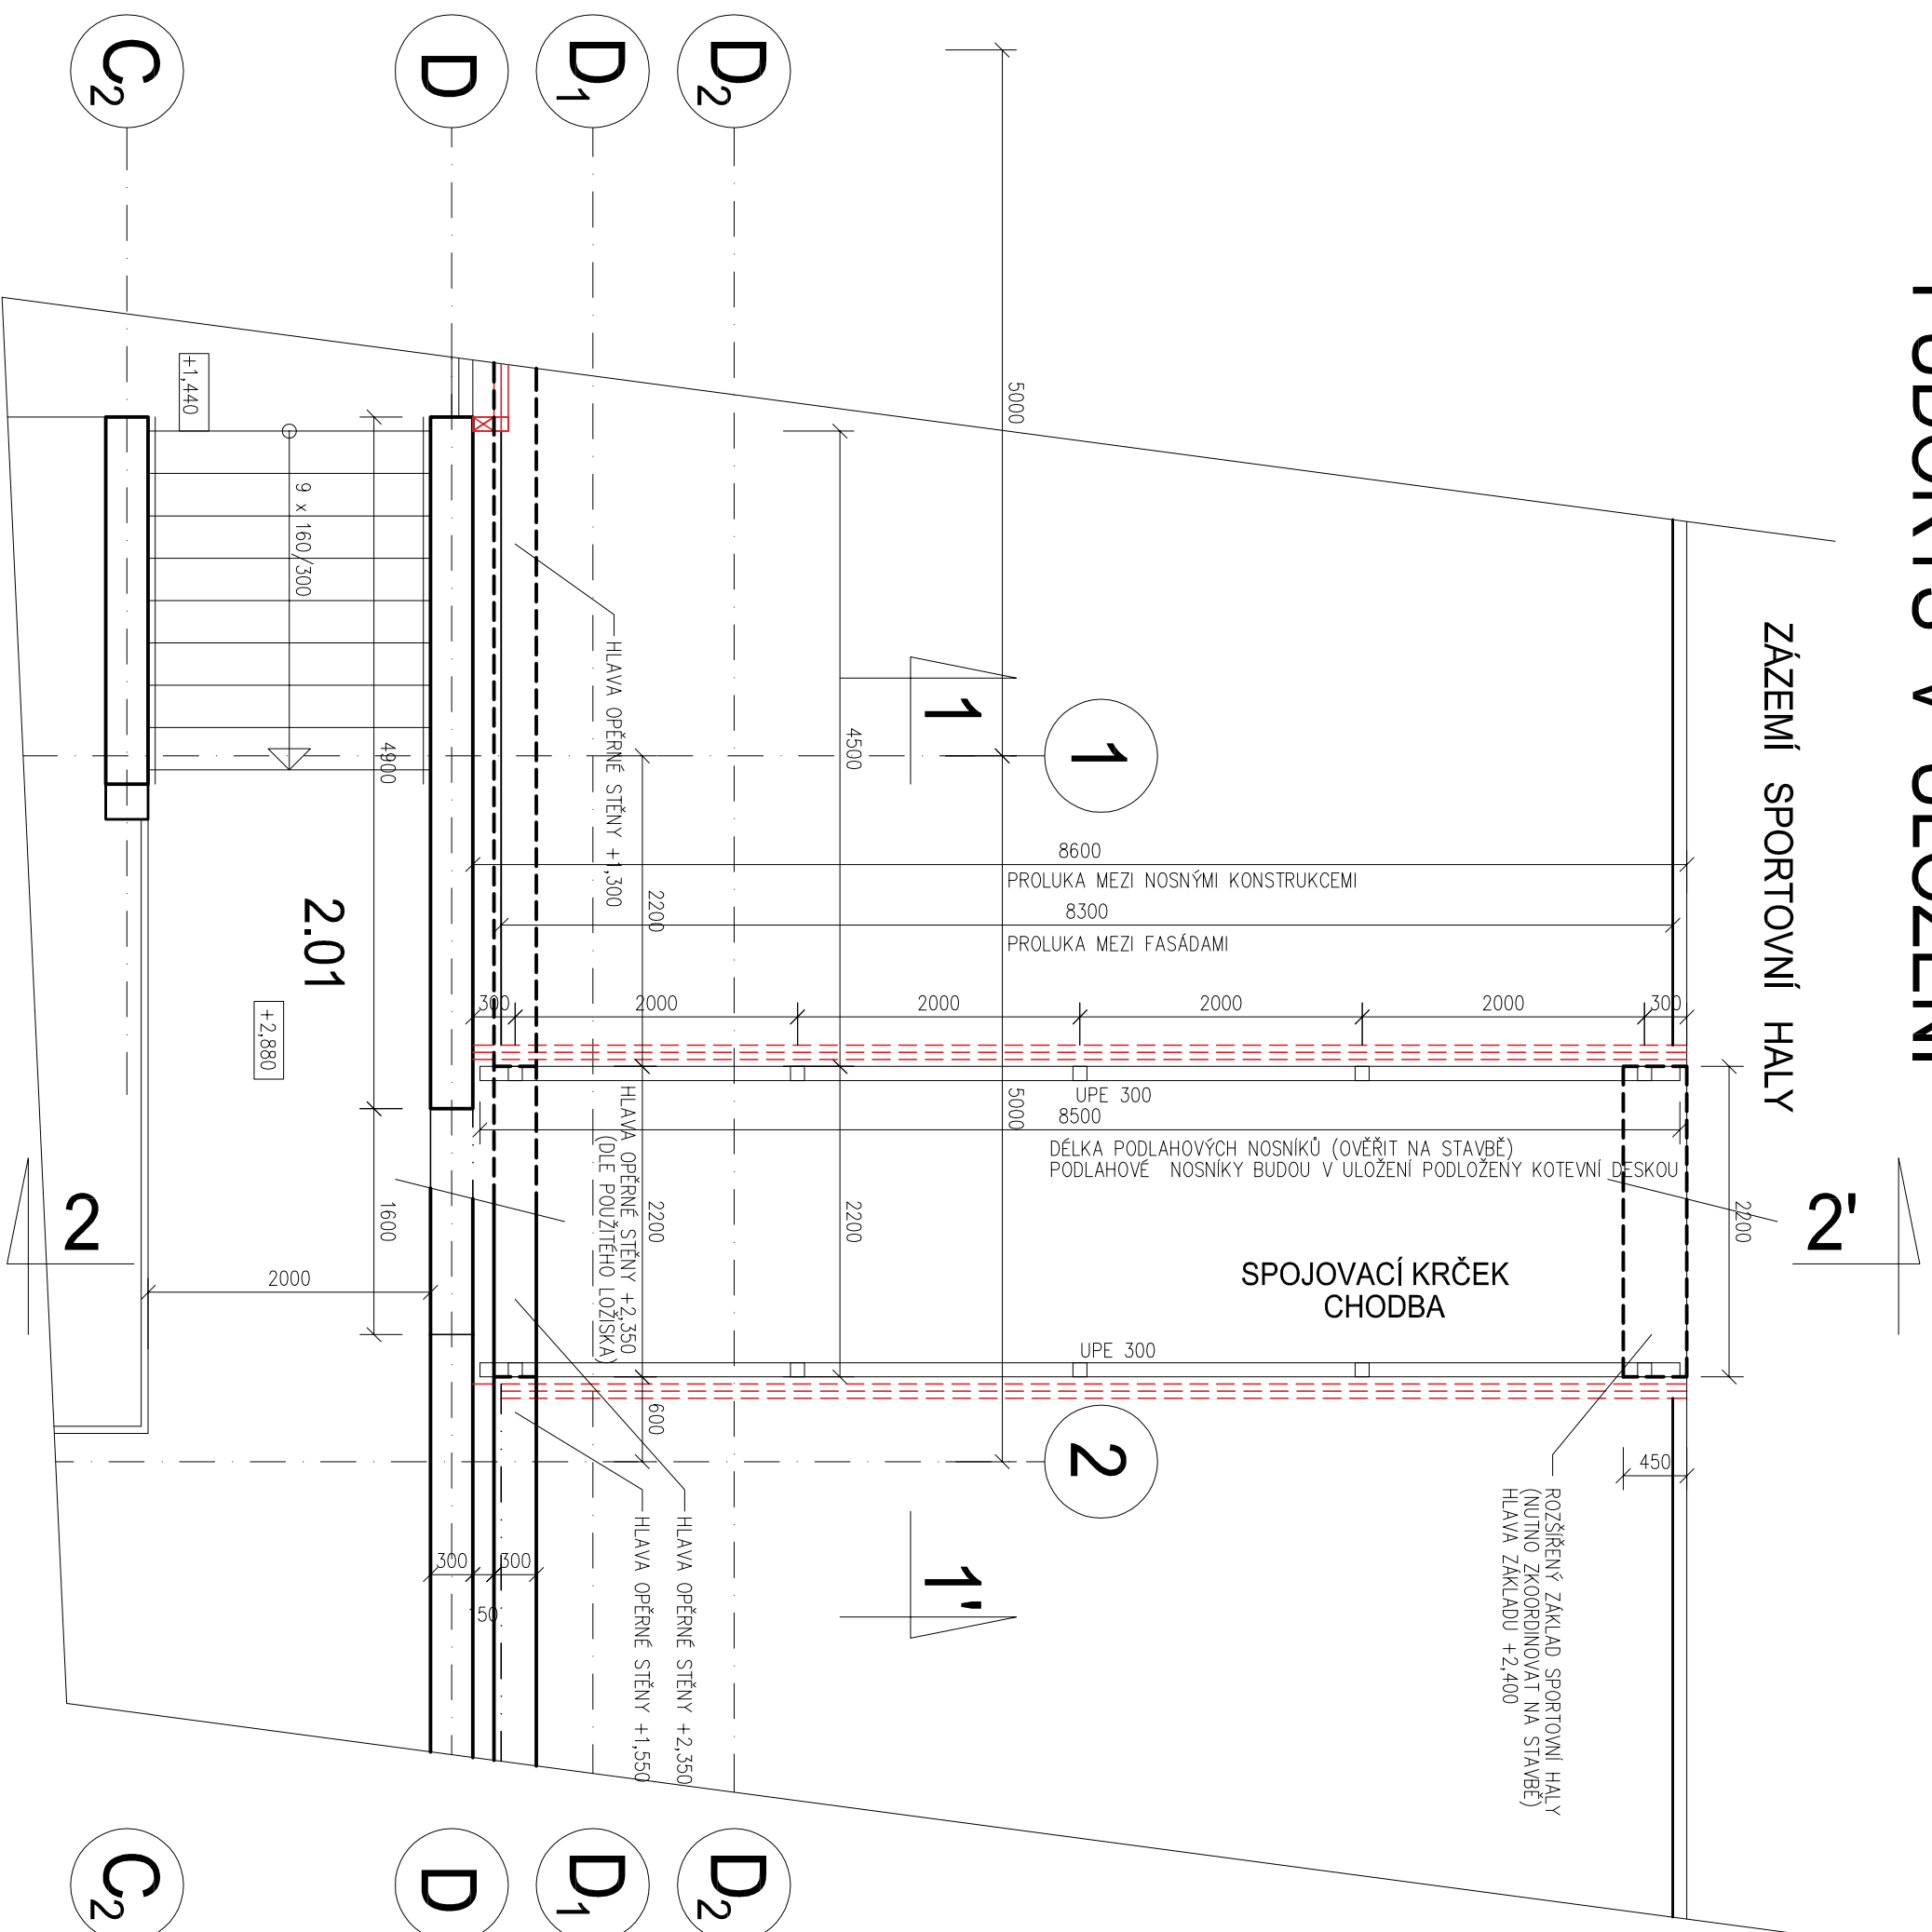 ZÁZEMÍ SPORTOVNÍ HALY
C2
D
D1
D2
5000
+1,440
9 x 160/300
4900
4500
1
1
HLAVA OPĚRNÉ STĚNY +1,300
2200
8600
PROLUKA MEZI NOSNÝMI KONSTRUKCEMI
8300
PROLUKA MEZI FASÁDAMI
2.01
+2,880
300
2000
2000
2000
2000
300
UPE 300
8500
5000
DÉLKA PODLAHOVÝCH NOSNÍKŮ (OVĚŘIT NA STAVBĚ)
PODLAHOVÉ NOSNÍKY BUDOU V ULOŽENÍ PODLOŽENY KOTEVNÍ DESKOU
HLAVA OPĚRNÉ STĚNY +2,350
(DLE POUŽITÉHO LOŽISKA)
2
1600
2200
2200
2200
2'
2000
SPOJOVACÍ KRČEK
CHODBA
UPE 300
600
2
450
ROZŠÍŘENÝ ZÁKLAD SPORTOVNÍ HALY
(NUTNO ZKOORDINOVAT NA STAVBĚ)
HLAVA ZÁKLADU +2,400
300
300
150
HLAVA OPĚRNÉ STĚNY +2,350
HLAVA OPĚRNÉ STĚNY +1,550
1'
C2
D
D1
D2